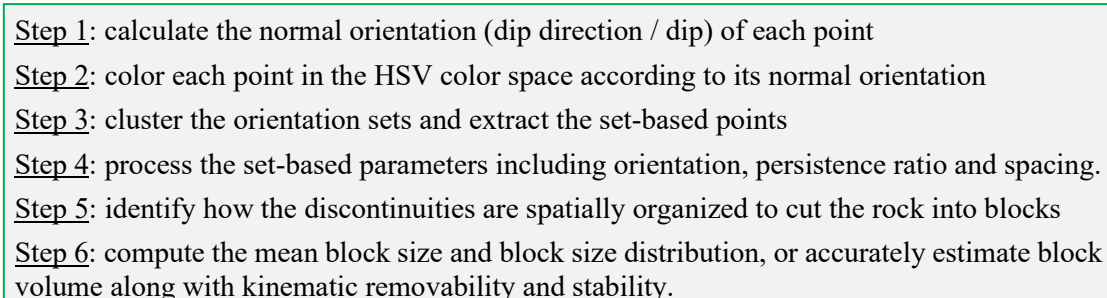 Step 1: calculate the normal orientation (dip direction / dip) of each point
Step 2: color each point in the HSV color space according to its normal orientation
Step 3: cluster the orientation sets and extract the set-based points
Step 4: process the set-based parameters including orientation, persistence ratio and spacing.
Step 5: identify how the discontinuities are spatially organized to cut the rock into blocks
Step 6: compute the mean block size and block size distribution, or accurately estimate block
volume along with kinematic removability and stability.